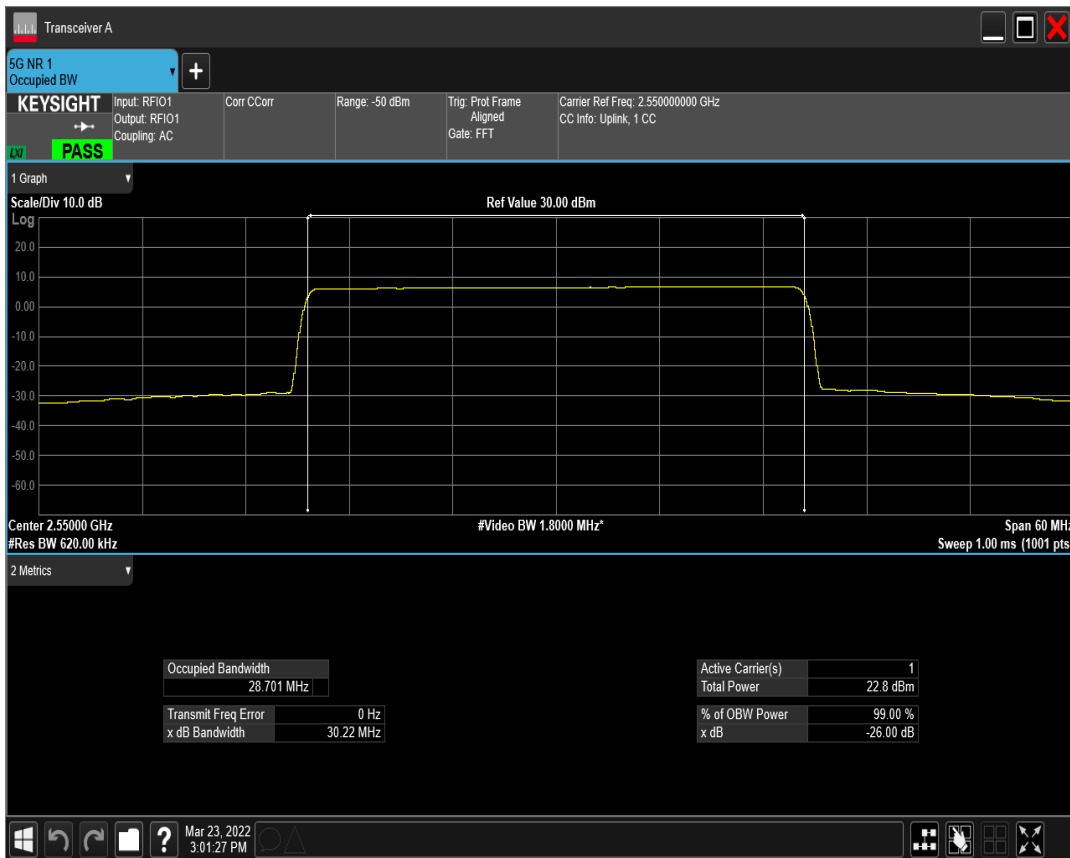 Transceiver A
5G NR 1
Occupied BW
+
KEYSIGHT
LXI
PASS
Input: RFIO1
Output: RFIO1
Coupling: AC
Corr CCorr
Range: -50 dBm
Trig: Prot Frame
Aligned
Gate: FFT
Carrier Ref Freq: 2.550000000 GHz
CC Info: Uplink, 1 CC
1 Graph
Scale/Div 10.0 dB
Ref Value 30.00 dBm
Log
20.0
10.0
0.00
-10.0
-20.0
-30.0
-40.0
-50.0
-60.0
Center 2.55000 GHz
#Video BW 1.8000 MHz*
Span 60 MHz
#Res BW 620.00 kHz
Sweep 1.00 ms (1001 pts
2 Metrics
Occupied Bandwidth
28.701 MHz
Transmit Freq Error 0 Hz
x dB Bandwidth 30.22 MHz
Active Carrier(s) 1
Total Power 22.8 dBm
% of OBW Power 99.00 %
x dB -26.00 dB
?
Mar 23, 2022
3:01:27 PM